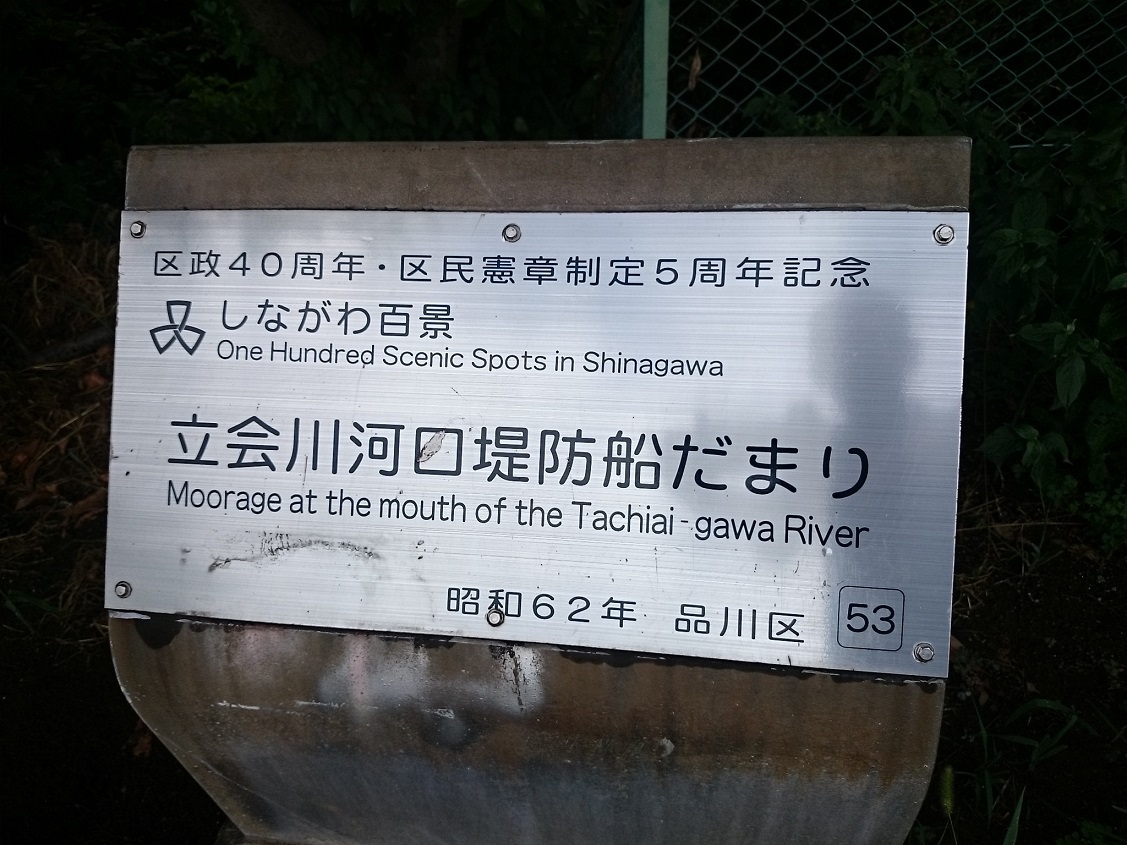 区政40周年・区民憲章制定5周年記念
しながわ百景
One Hundred Scenic Spots in Shinagawa
立会川河口堤防船だまり
Moorage at the mouth of the Tachiai-gawa River
昭和62年 品川区 53